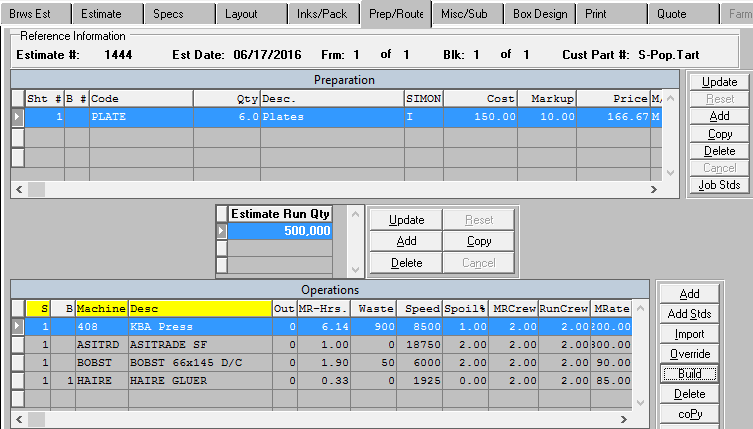 Brws Est Estimate Specs Layout Inks/Pack Prep/Route Misc/Sub Box Design Print Quote Farm
Reference Information
Estimate #: 1444 Est Date: 06/17/2016 Frm: 1 of 1 Blk: 1 of 1 Cust Part #: S-Pop.Tart
Preparation
Sht # B # Code Qty Desc. SIMON Cost Markup Price M,
1 PLATE 6.0 Plates I 150.00 10.00 166.67 M
Update
Reset
Add
Copy
Delete
Cancel
Job Stds
Estimate Run Qty
500,000
Update Reset
Add Copy
Delete Cancel
Operations
S B Machine Desc Out MR-Hrs. Waste Speed Spoil% MRCrew RunCrew MRate
1 408 KBA Press 0 6.14 900 8500 1.00 2.00 2.00 200.00
1 ASITRD ASITRADE SF 0 1.00 0 18750 2.00 2.00 2.00 300.00
1 BOBST BOBST 66x145 D/C 0 1.90 50 6000 2.00 2.00 2.00 90.00
1 1 HAIRE HAIRE GLUER 0 0.33 0 1925 0.00 2.00 2.00 85.00
Add
Add Stds
Import
Override
Build
Delete
coPy